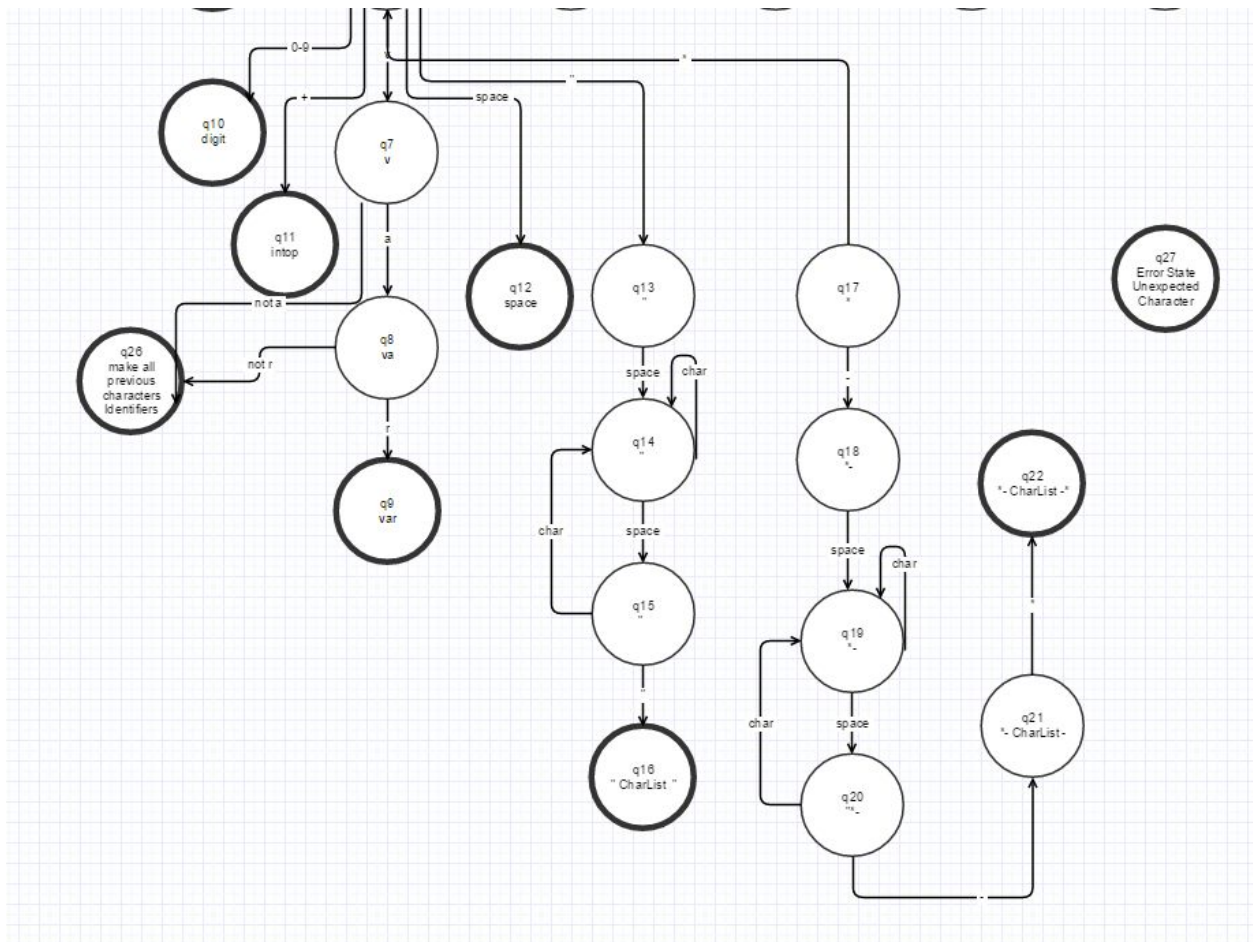 0-9
v
*
"
+
space
q10
digit
q7
v
q11
intop
a
not a
q12
space
q13
"
q17
*
q27
Error State
Unexpected
Character
q26
make all
previous
characters
Identifiers
not r
q8
va
space
char
-
r
q14
"
q18
*-
q22
*- CharList -*
q9
var
char
space
space
char
q15
"
q19
*-
*
"
char
space
q21
*- CharList -
q16
" CharList "
q20
"*-
-